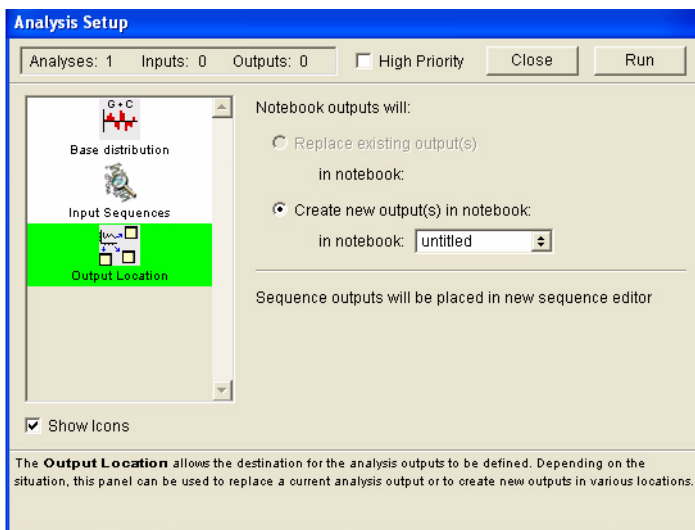 Analysis Setup
Analyses: 1 Inputs: 0 Outputs: 0 High Priority Close Run
G + C
Base distribution
Input Sequences
Output Location
Show Icons
Notebook outputs will:
Replace existing output(s)
in notebook:
Create new output(s) in notebook:
in notebook: untitled
Sequence outputs will be placed in new sequence editor
The Output Location allows the destination for the analysis outputs to be defined. Depending on the
situation, this panel can be used to replace a current analysis output or to create new outputs in various locations.